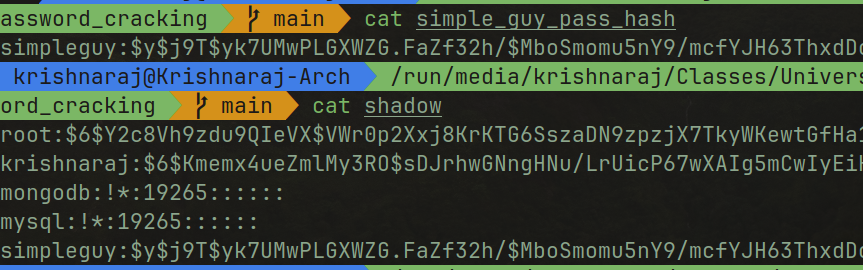 assword_cracking main cat simple_guy_pass_hash
simpleguy:$y$j9T$yk7UMwPLGXWZG.FaZf32h/$MboSmomu5nY9/mcfYJH63ThxdDo
krishnaraj@Krishnaraj-Arch /run/media/krishnaraj/Classes/Univers
ord_cracking main cat shadow
root:$6$Y2c8Vh9zdu9QIeVX$VWr0p2Xxj8KrKTG6SszaDN9zpzjX7TkyWKewtGfHa1
krishnaraj:$6$Kmemx4ueZmlMy3RO$sDJrhwGNngHNu/LrUicP67wXAIg5mCwIyEiH
mongodb:!*:19265::::::
mysql:!*:19265::::::
simpleguy:$y$j9T$yk7UMwPLGXWZG.FaZf32h/$MboSmomu5nY9/mcfYJH63ThxdDo